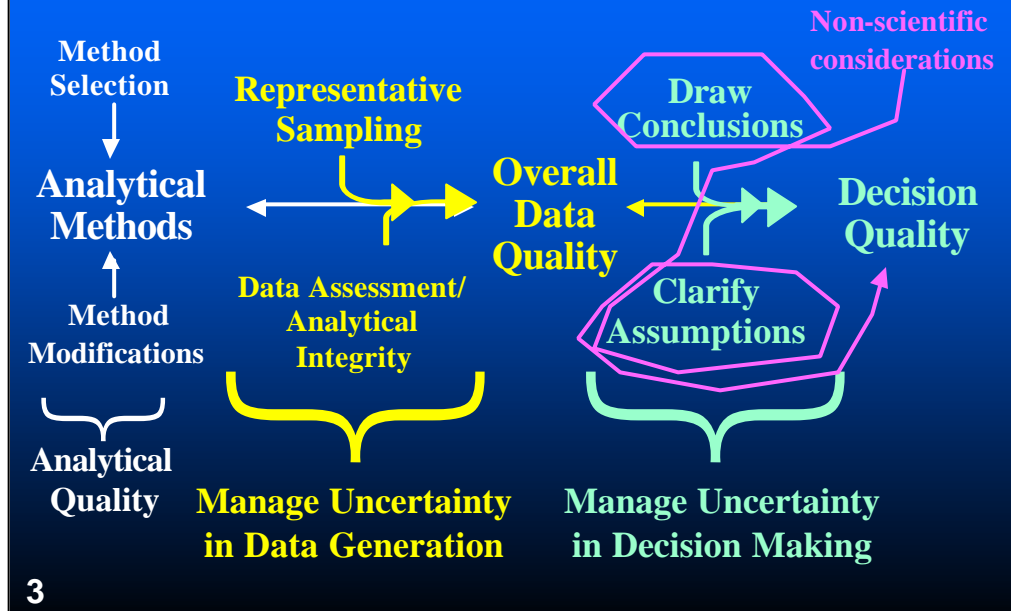 Method
Selection
Analytical
Methods
Method
Modifications
Analytical
Quality
Representative
Sampling
Data Assessment/
Analytical
Integrity
Manage Uncertainty
in Data Generation
Overall
Data
Quality
Non-scientific
considerations
Draw
Conclusions
Clarify
Assumptions
Decision
Quality
Manage Uncertainty
in Decision Making
3